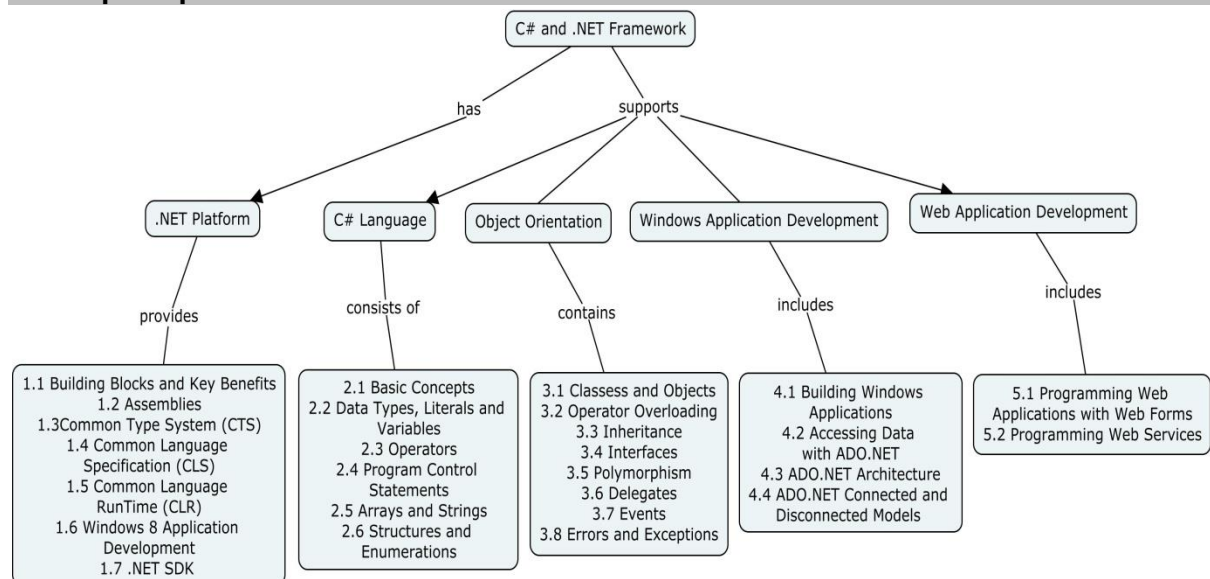 C# and .NET Framework
has
supports
.NET Platform
C# Language
Object Orientation
Windows Application Development
Web Application Development
provides
consists of
contains
includes
includes
1.1 Building Blocks and Key Benefits
1.2 Assemblies
1.3Common Type System (CTS)
1.4 Common Language
Specification (CLS)
1.5 Common Language
RunTime (CLR)
1.6 Windows 8 Application
Development
1.7 .NET SDK
2.1 Basic Concepts
2.2 Data Types, Literals and
Variables
2.3 Operators
2.4 Program Control
Statements
2.5 Arrays and Strings
2.6 Structures and
Enumerations
3.1 Classess and Objects
3.2 Operator Overloading
3.3 Inheritance
3.4 Interfaces
3.5 Polymorphism
3.6 Delegates
3.7 Events
3.8 Errors and Exceptions
4.1 Building Windows
Applications
4.2 Accessing Data
with ADO.NET
4.3 ADO.NET Architecture
4.4 ADO.NET Connected and
Disconnected Models
5.1 Programming Web
Applications with Web Forms
5.2 Programming Web Services